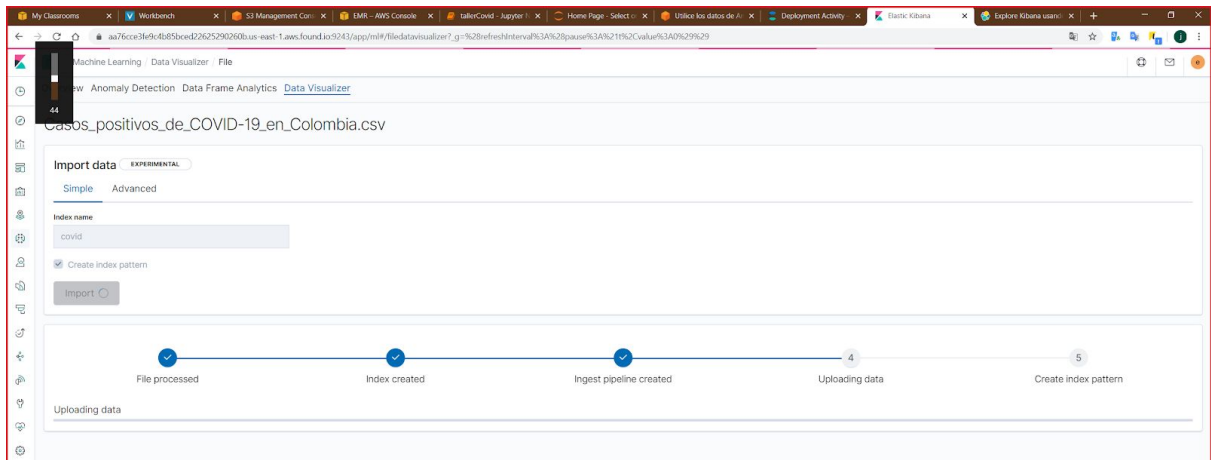 My Classrooms
Workbench
S3 Management Con
EMR – AWS Console
tallerCovid - Jupyter N
Home Page - Select o
Utilice los datos de A
Deployment Activity -
Elastic Kibana
Explore Kibana usand
aa76cce3fe9c4b85bced22625290260b.us-east-1.aws.found.io:9243/app/ml#/filedatavisualizer?_g=%28refreshInterval%3A%28pause%3A%21t%2Cvalue%3A0%29%29
Machine Learning / Data Visualizer / File
Anomaly Detection Data Frame Analytics Data Visualizer
44
Casos_positivos_de_COVID-19_en_Colombia.csv
Import data EXPERIMENTAL
Simple Advanced
Index name
covid
Create index pattern
Import
4 5
File processed Index created Ingest pipeline created Uploading data Create index pattern
Uploading data